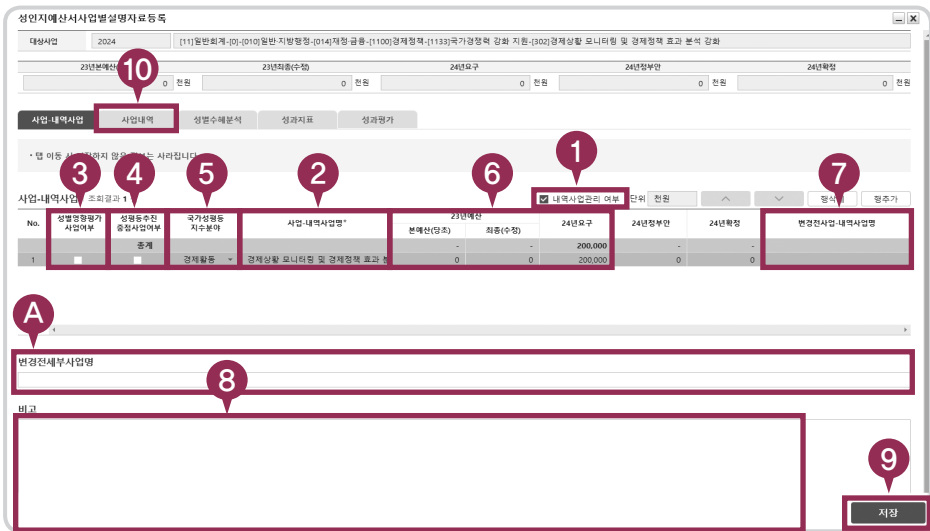 성인지예산서사업별설명자료등록
대상사업 2024 [11]일반회계-[0]-[010]일반·지방행정-[014]재정·금융-[1100]경제정책-[1133]국가경쟁력 강화 지원-[302]경제상황 모니터링 및 경제정책 효과 분석 강화
23년본예산 23년최종(수정) 24년요구 24년정부안 24년확정
0 천원 0 천원 0 천원 0 천원 0 천원
10
사업-내역사업 사업내역 성별수혜분석 성과지표 성과평가
• 탭 이동 시 하지 않은 는 사라집니다
3 4 5 2 1 7
사업-내역사업 조회결과 1 내역사업관리 여부 단위 천원 행추가
6
No. 성별영향평가 사업여부 성평등추진 중점사업여부 국가성평등 지수분야 사업-내역사업명* 23년예산 본예산(당초) 최종(수정) 24년요구 24년정부안 24년확정 변경전사업-내역사업명
총계 - - 200,000 - -
1 경제활동 경제상황 모니터링 및 경제정책 효과 0 0 200,000 0 0
A
변경전세부사업명
8
비고
9
저장